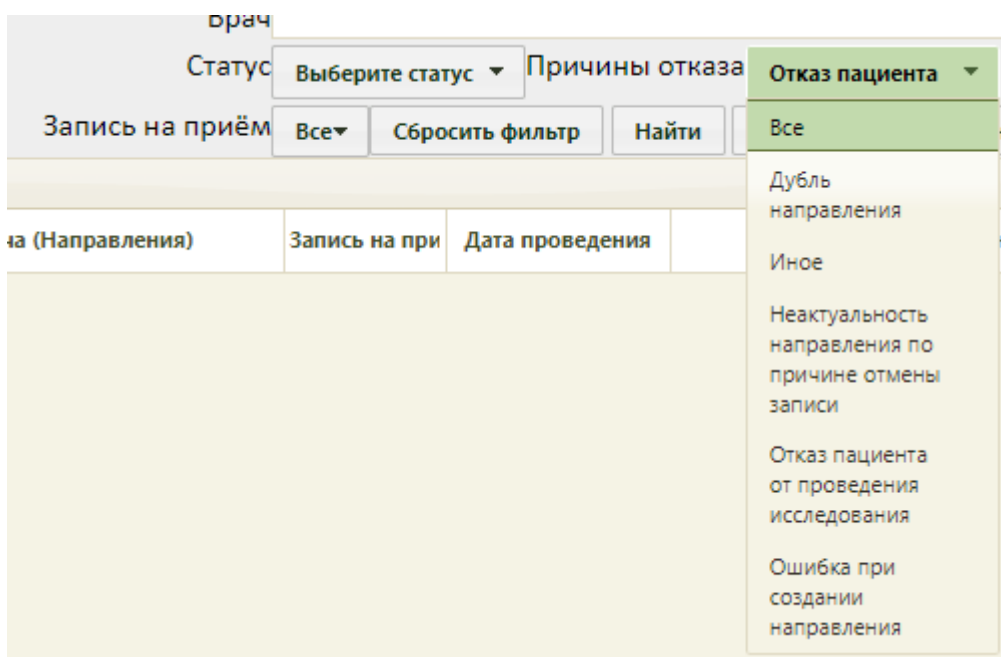 Врач
Статус Выберите статус Причины отказа Отказ пациента
Запись на приём Все Сбросить фильтр Найти
Все
Дубль
направления
на (Направления) Запись на при Дата проведения
Иное
Неактуальность
направления по
причине отмены
записи
Отказ пациента
от проведения
исследования
Ошибка при
создании
направления